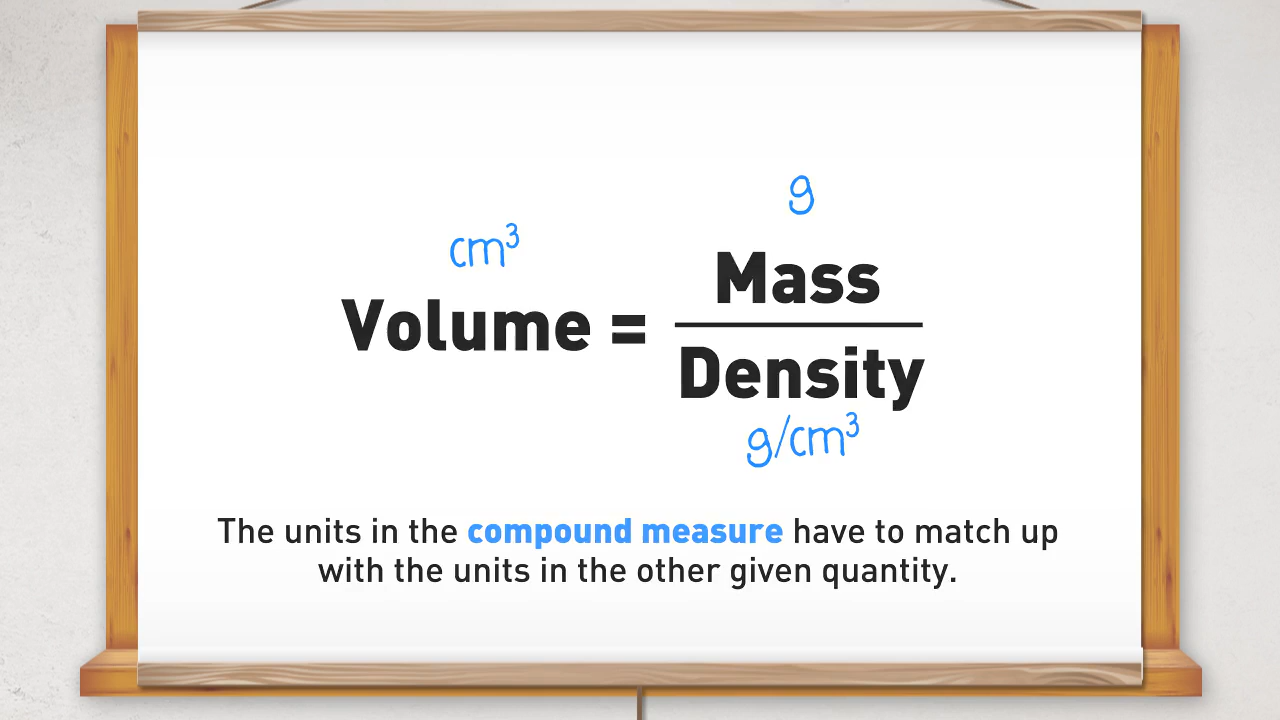 g
cm³
Mass
Volume =
Density
g/cm³
The units in the compound measure have to match up
with the units in the other given quantity.